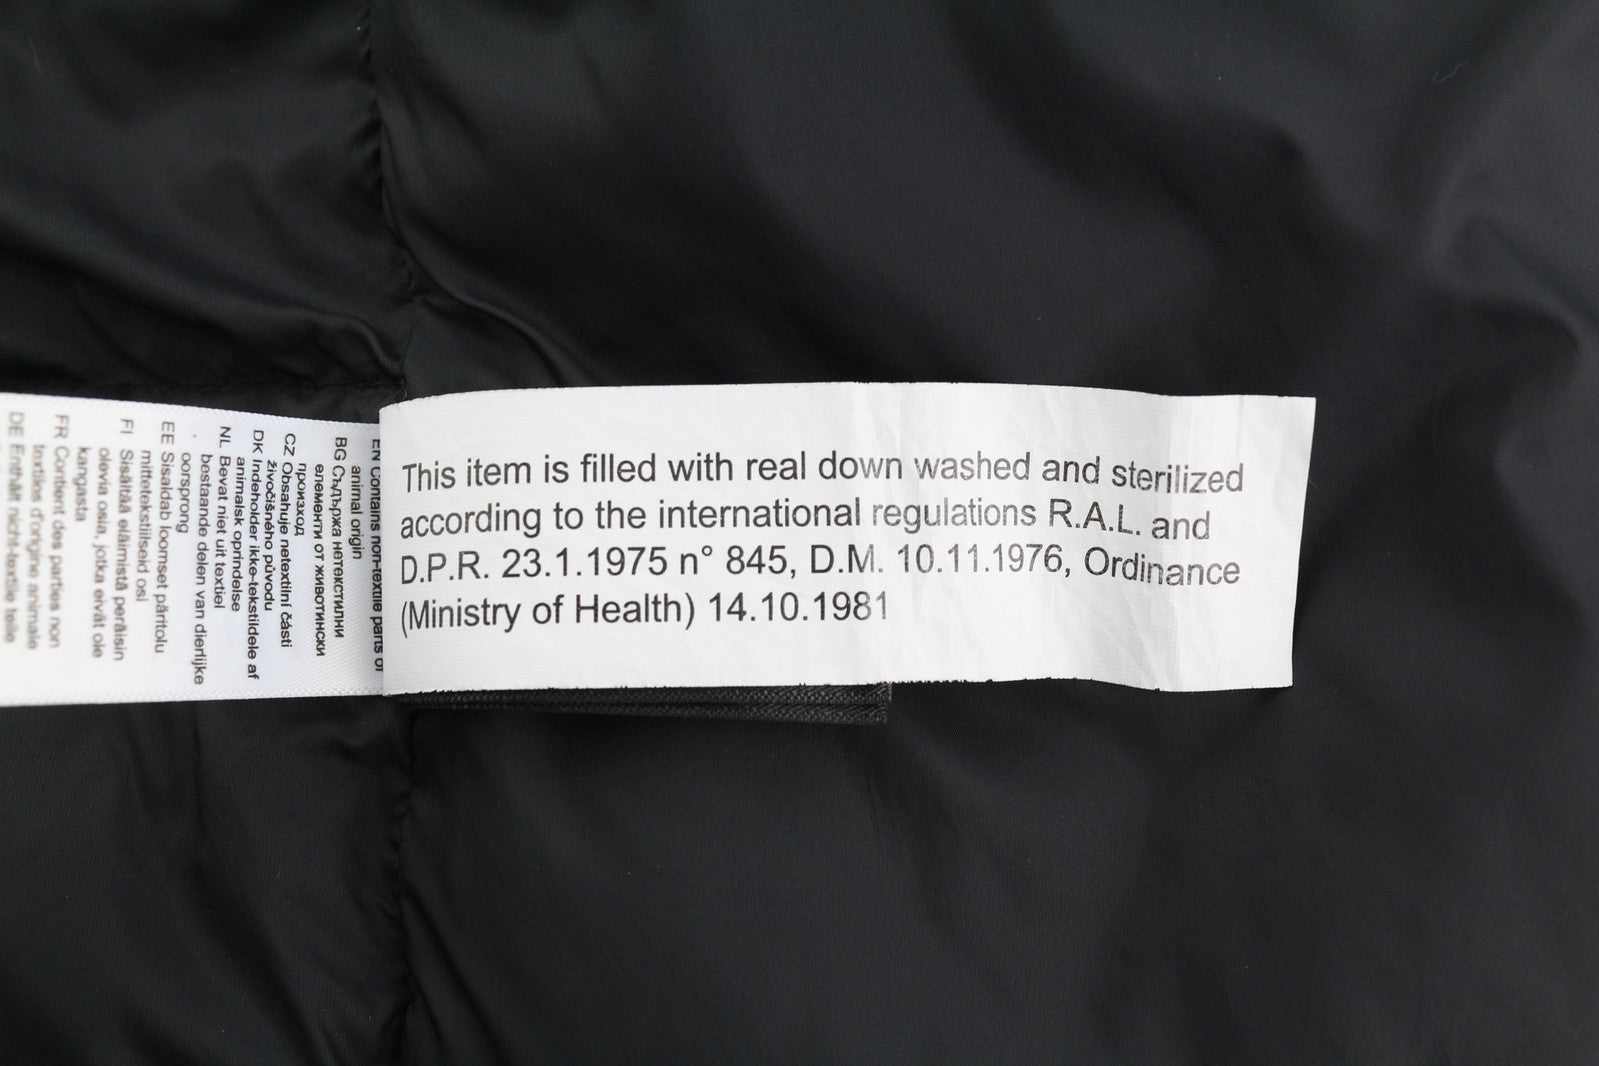 This item is filled with real down washed and sterilized
according to the international regulations R.A.L. and
D.P.R. 23.1.1975 n° 845, D.M. 10.11.1976, Ordinance
(Ministry of Health) 14.10.1981
EN Contains non-textile parts of
animal origin
BG Съдържа нетекстилни
елементи от животински
произход
CZ Obsahuje netextilní části
živočišného původu
DK Indeholder ikke-tekstildele af
animalsk oprindelse
NL Bevat niet uit textiel
bestaande delen van dierlijke
oorsprong
EE Sisaldab loomset päritolu.
mittetekstiilseid osi
FI Sisältää eläimistä peräisin
olevia osia, jotka eivät ole
kangasta
FR Contient des parties non
textiles d'origine animale
DE Enthält nicht-textile teile